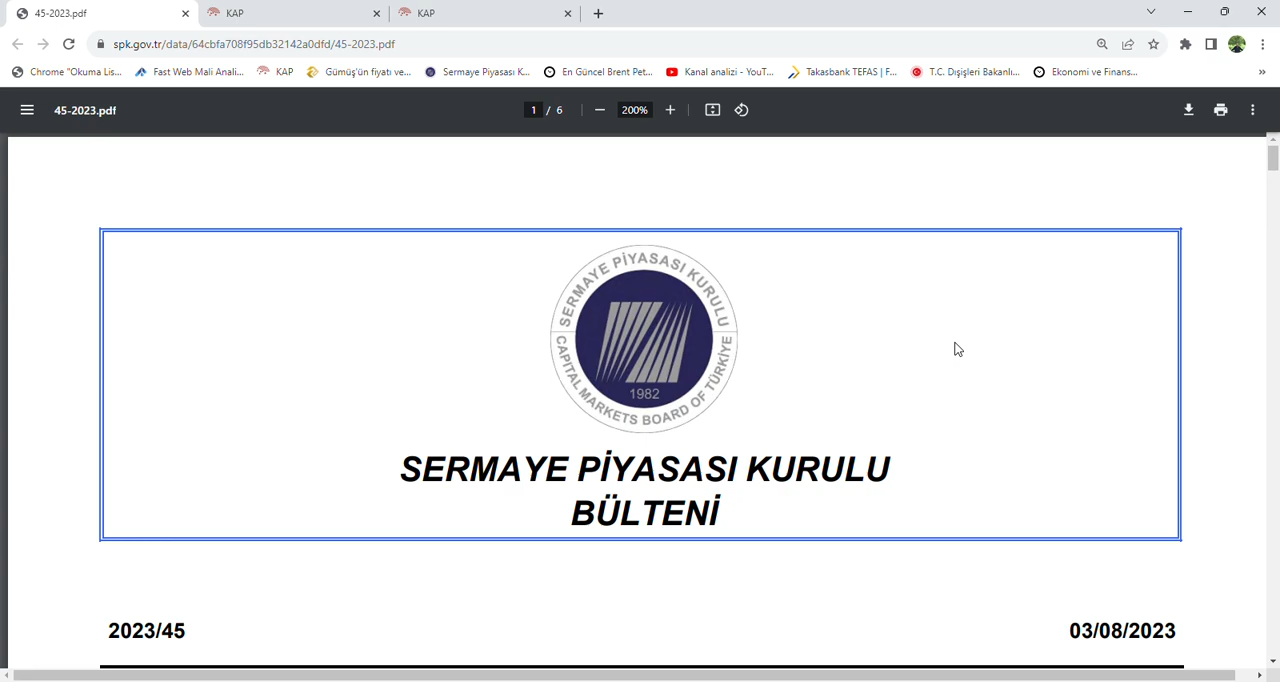 45-2023.pdf
KAP
KAP
spk.gov.tr/data/64cbfa708f95db32142a0dfd/45-2023.pdf
Chrome "Okuma Lis...
Fast Web Mali Anali...
KAP
Gümüş'ün fiyatı ve...
Sermaye Piyasası K...
En Güncel Brent Pet...
Kanal analizi - YouT...
Takasbank TEFAS | F...
T.C. Dışişleri Bakanlı...
Ekonomi ve Finans...
45-2023.pdf
1 / 6
200%
SERMAYE PİYASASI KURULU
CAPITAL MARKETS BOARD OF TÜRKİYE
1982
SERMAYE PİYASASI KURULU
BÜLTENİ
2023/45
03/08/2023